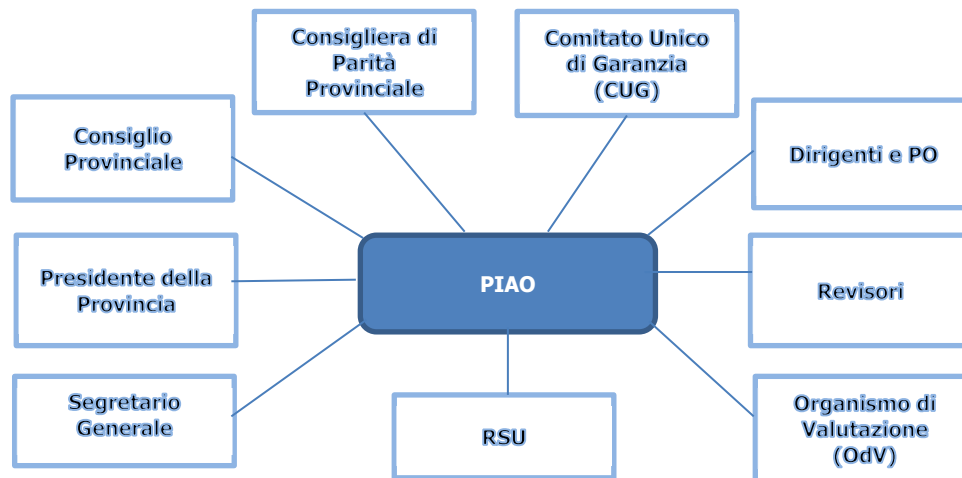 Consigliera di
Parità
Provinciale
Comitato Unico
di Garanzia
(CUG)
Consiglio
Provinciale
Dirigenti e PO
Presidente della
Provincia
PIAO
Revisori
Segretario
Generale
RSU
Organismo di
Valutazione
(OdV)